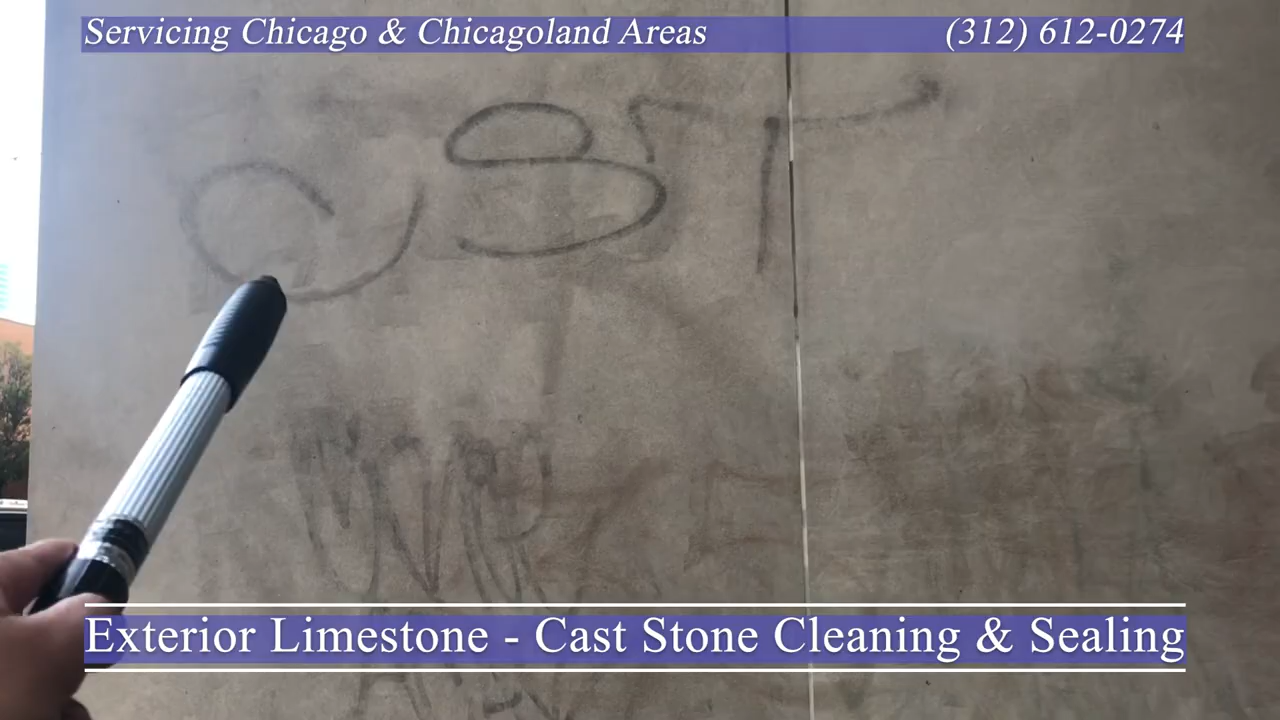 Servicing Chicago & Chicagoland Areas (312) 612-0274
Exterior Limestone - Cast Stone Cleaning & Sealing